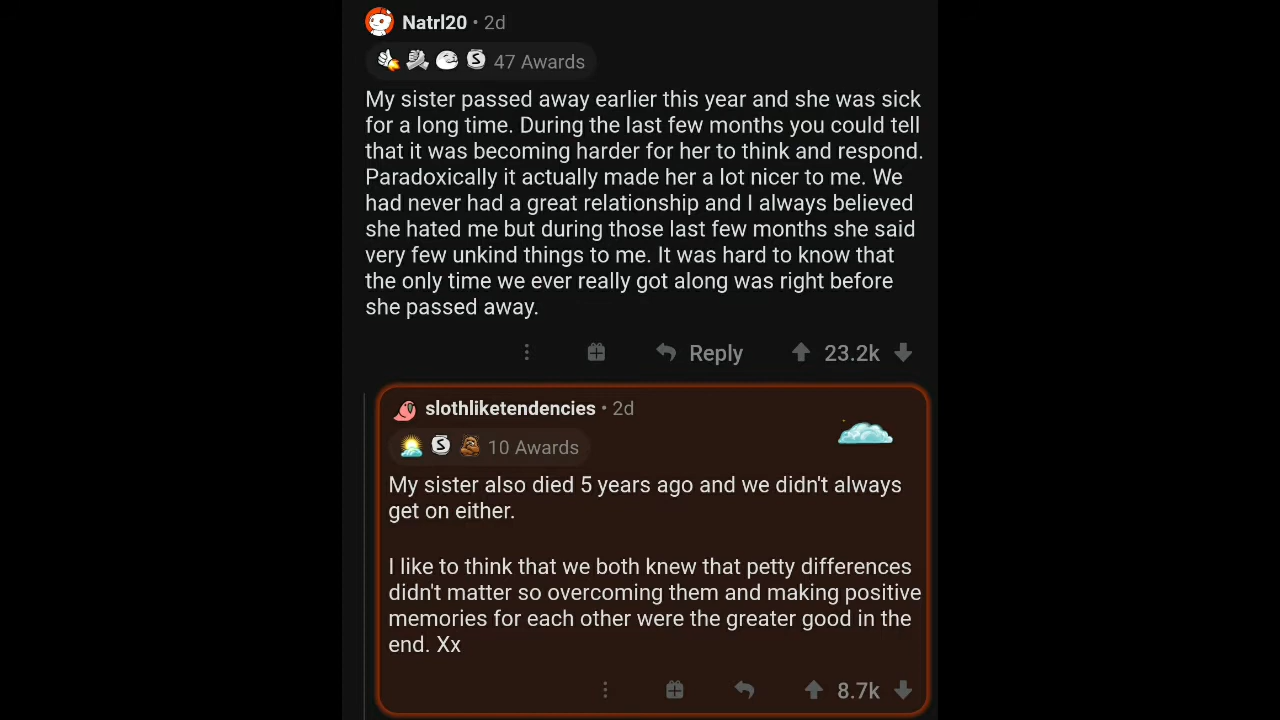 Natrl20 • 2d
47 Awards
My sister passed away earlier this year and she was sick
for a long time. During the last few months you could tell
that it was becoming harder for her to think and respond.
Paradoxically it actually made her a lot nicer to me. We
had never had a great relationship and I always believed
she hated me but during those last few months she said
very few unkind things to me. It was hard to know that
the only time we ever really got along was right before
she passed away.
Reply 23.2k
slothliketendencies • 2d
S 10 Awards
My sister also died 5 years ago and we didn't always
get on either.
I like to think that we both knew that petty differences
didn't matter so overcoming them and making positive
memories for each other were the greater good in the
end. Xx
8.7k